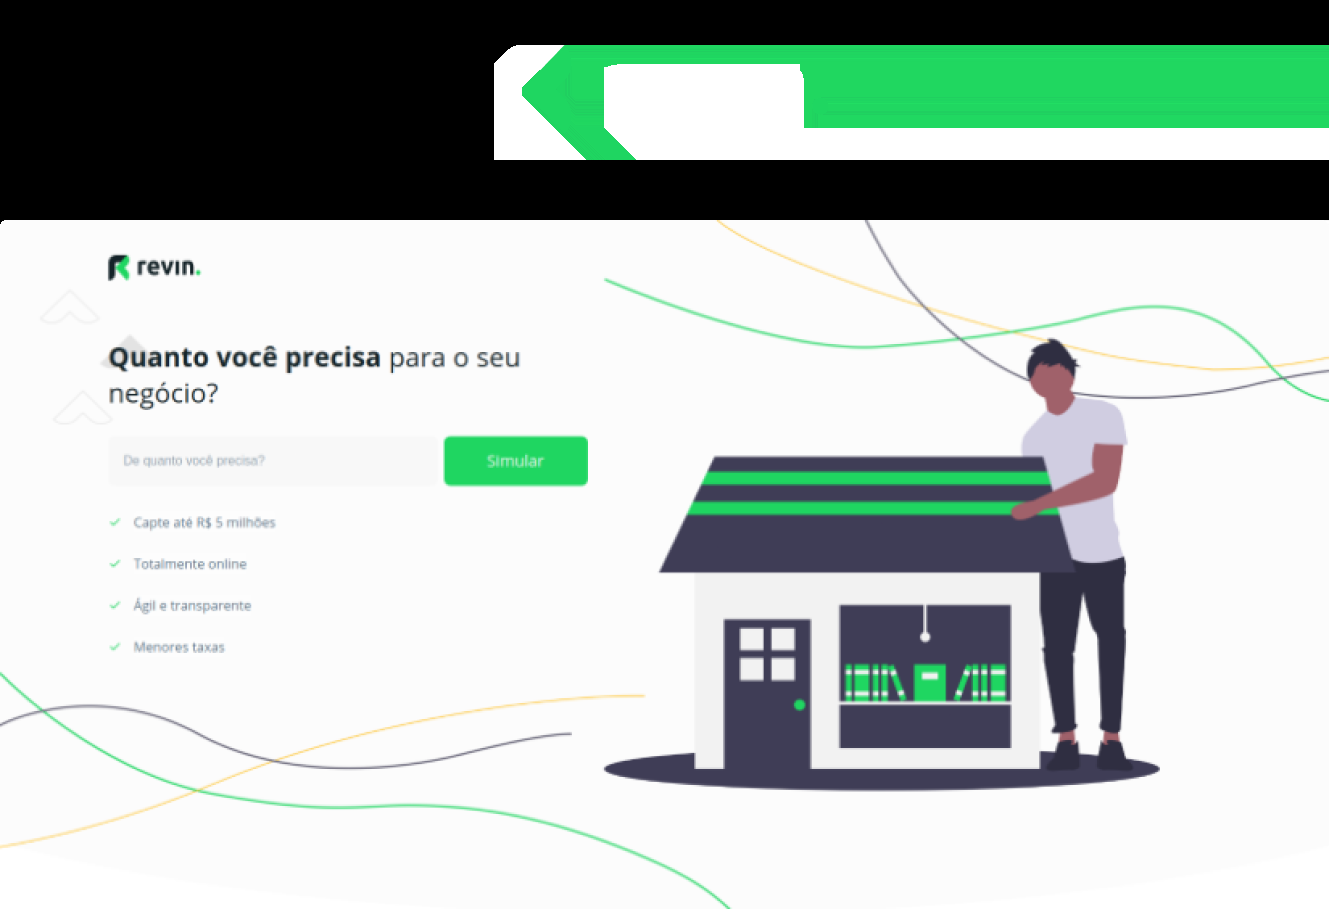 revin.
Quanto você precisa para o seu
negócio?
De quanto você precisa?
Simular
Capte até R$ 5 milhões
Totalmente online
Ágil e transparente
Menores taxas